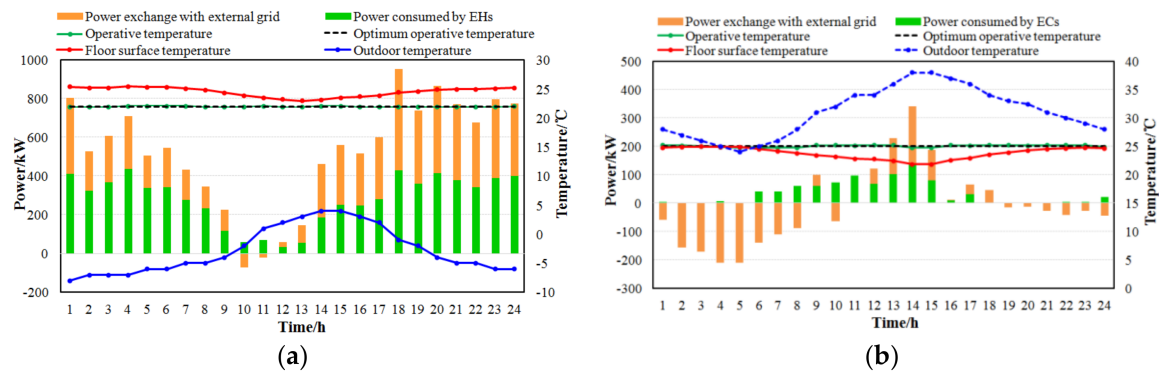 Power exchange with external grid Power consumed by EHs
Operative temperature Optimum operative temperature
Floor surface temperature Outdoor temperature
1000
800
600
400
200
0
-200
Power/kW
30
25
20
15
10
5
0
-5
-10
Temperature/℃
1 2 3 4 5 6 7 8 9 10 11 12 13 14 15 16 17 18 19 20 21 22 23 24
Time/h
(a)
Power exchange with external grid Power consumed by ECs
Operative temperature Optimum operative temperature
Floor surface temperature Outdoor temperature
500
400
300
200
100
0
-100
-200
-300
Power/kW
40
35
30
25
20
15
10
5
0
Temperature/℃
1 2 3 4 5 6 7 8 9 10 11 12 13 14 15 16 17 18 19 20 21 22 23 24
Time/h
(b)